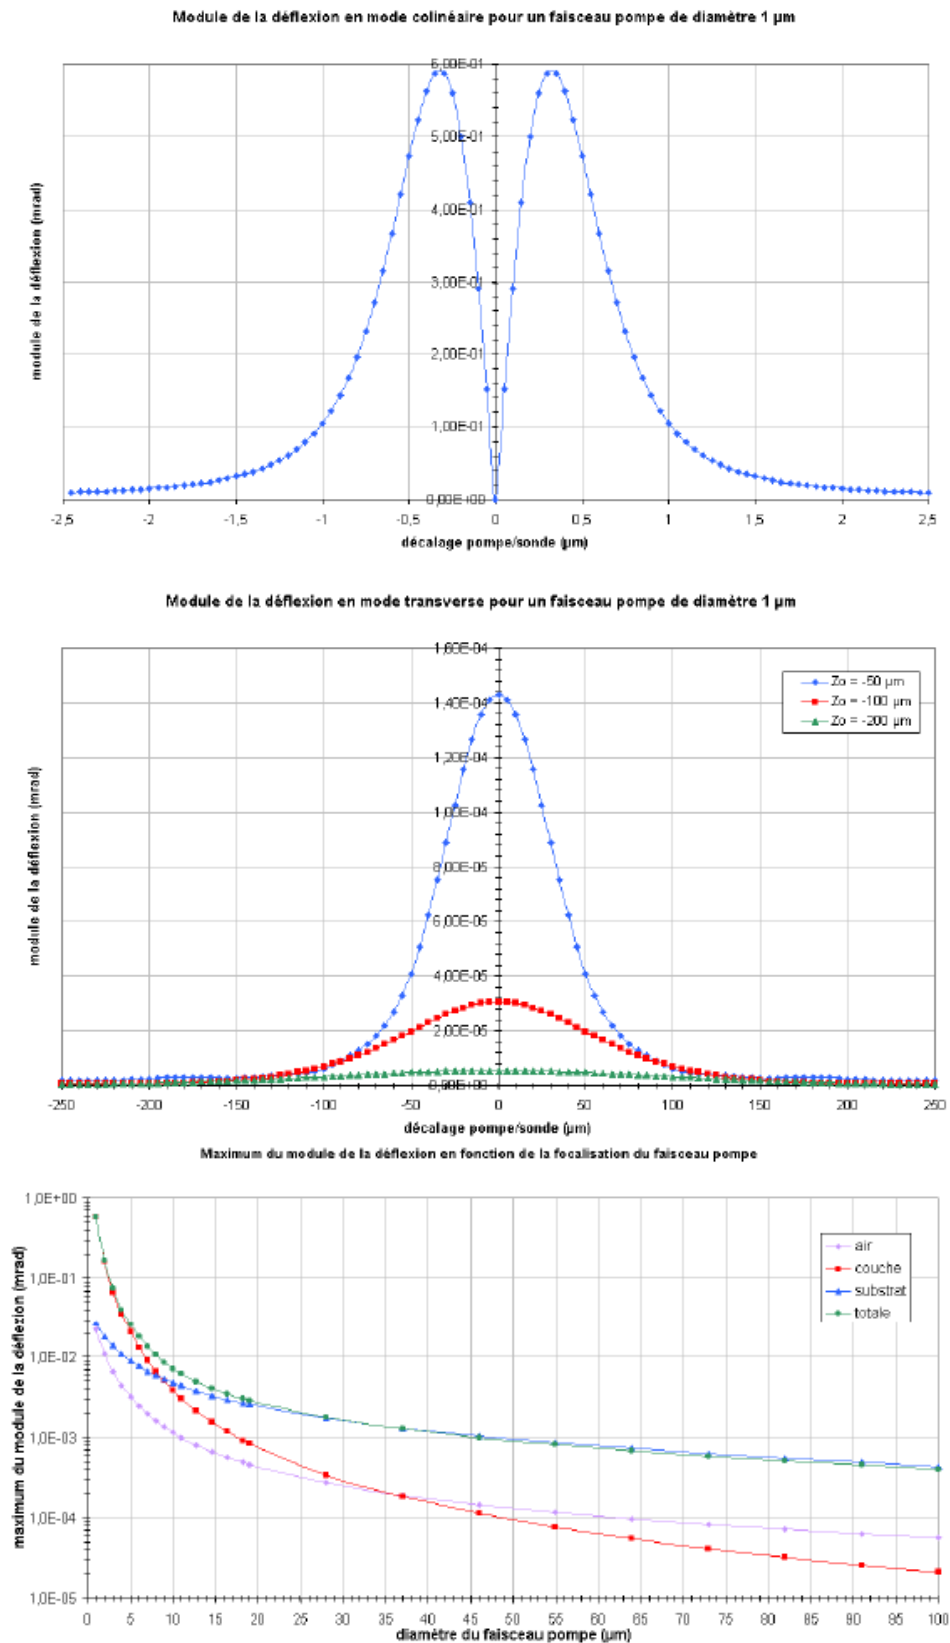 Module de la déflexion en mode colinéaire pour un faisceau pompe de diamètre 1 µm
6,00E-01
5,00E-01
4,00E-01
3,00E-01
2,00E-01
1,00E-01
0,00E+00
module de la déflexion (mrad)
-2,5 -2 -1,5 -1 -0,5 0 0,5 1 1,5 2 2,5
décalage pompe/sonde (µm)
Module de la déflexion en mode transverse pour un faisceau pompe de diamètre 1 µm
1,60E-04
1,40E-04
1,20E-04
1,00E-04
8,00E-05
6,00E-05
4,00E-05
2,00E-05
0,00E+00
module de la déflexion (mrad)
Zo = -50 µm
Zo = -100 µm
Zo = -200 µm
-250 -200 -150 -100 -50 0 50 100 150 200 250
décalage pompe/sonde (µm)
Maximum du module de la déflexion en fonction de la focalisation du faisceau pompe
1,0E+00
1,0E-01
1,0E-02
1,0E-03
1,0E-04
1,0E-05
maximum du module de la déflexion (mrad)
air
couche
substrat
totale
0 5 10 15 20 25 30 35 40 45 50 55 60 65 70 75 80 85 90 95 100
diamètre du faisceau pompe (µm)